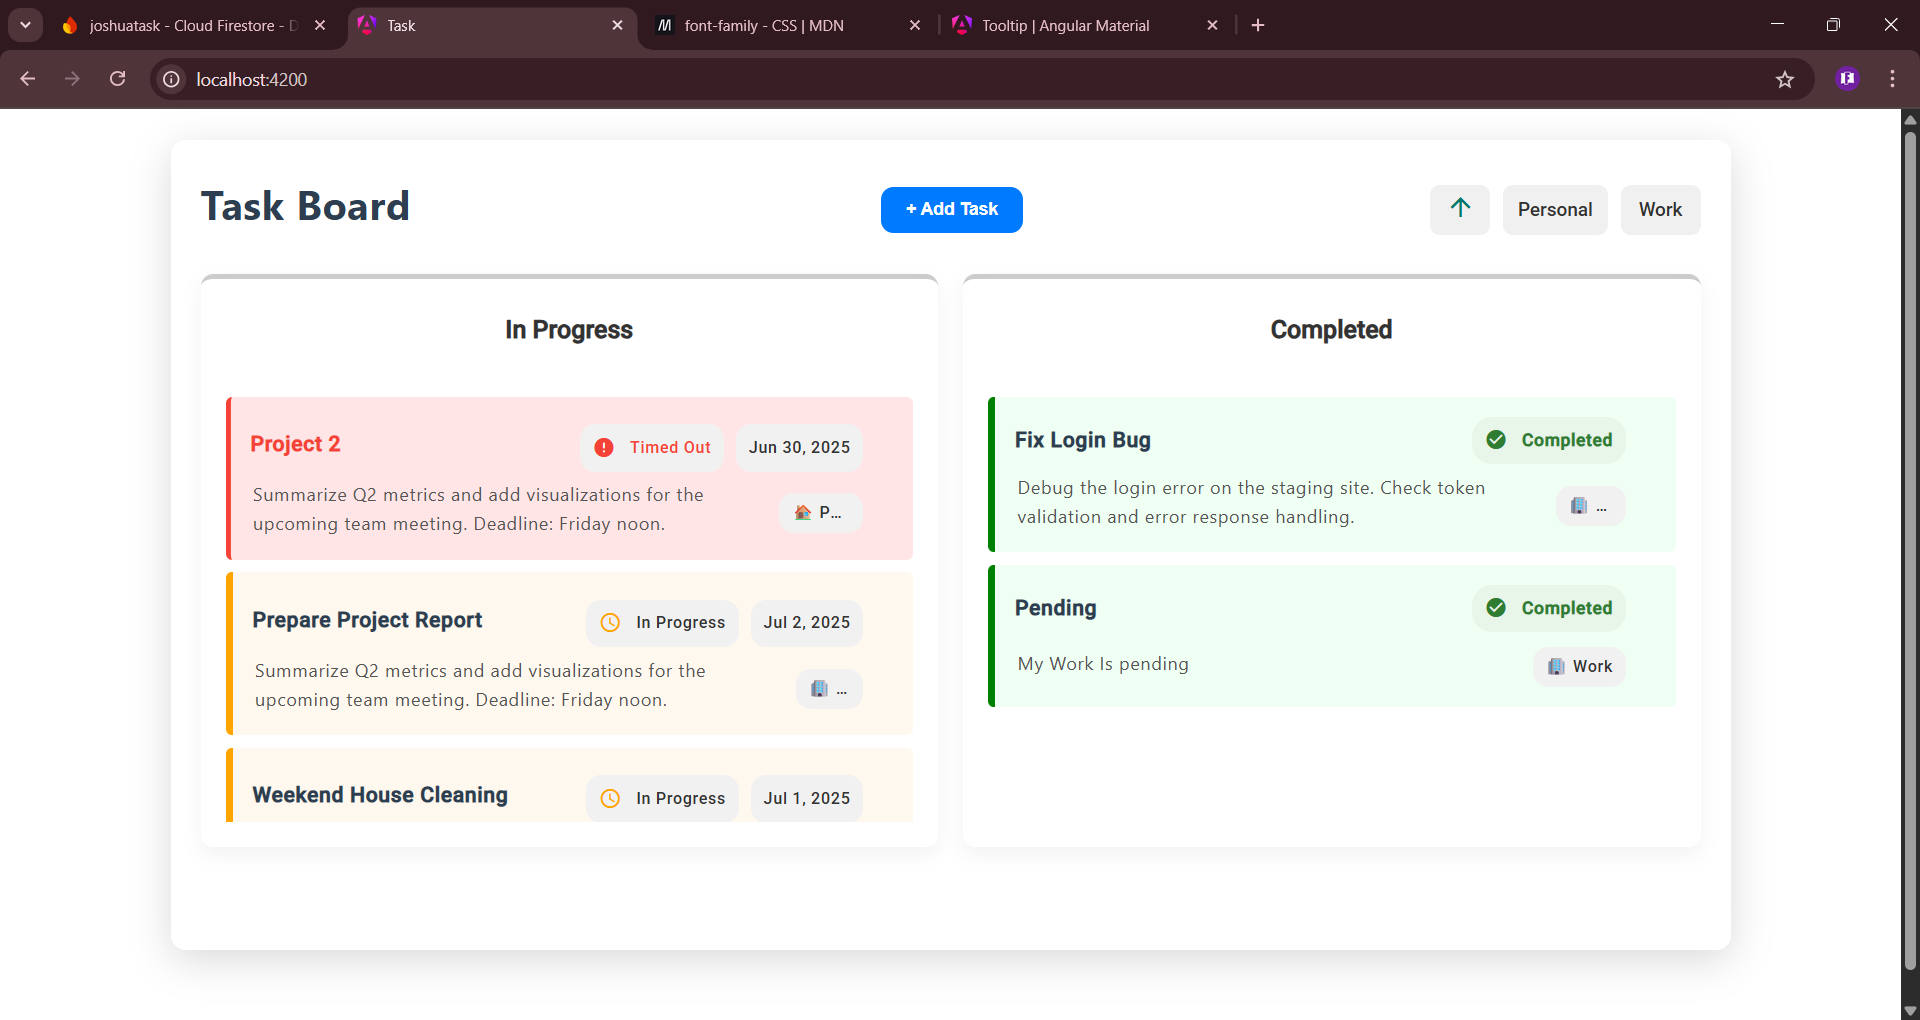 joshuatask - Cloud Firestore - D
Task
font-family - CSS | MDN
Tooltip | Angular Material
localhost:4200
Task Board
+ Add Task
Personal
Work
In Progress
Project 2
Timed Out
Jun 30, 2025
Summarize Q2 metrics and add visualizations for the
upcoming team meeting. Deadline: Friday noon.
P...
Prepare Project Report
In Progress
Jul 2, 2025
Summarize Q2 metrics and add visualizations for the
upcoming team meeting. Deadline: Friday noon.
...
Weekend House Cleaning
In Progress
Jul 1, 2025
Completed
Fix Login Bug
Completed
Debug the login error on the staging site. Check token
validation and error response handling.
...
Pending
Completed
My Work Is pending
Work